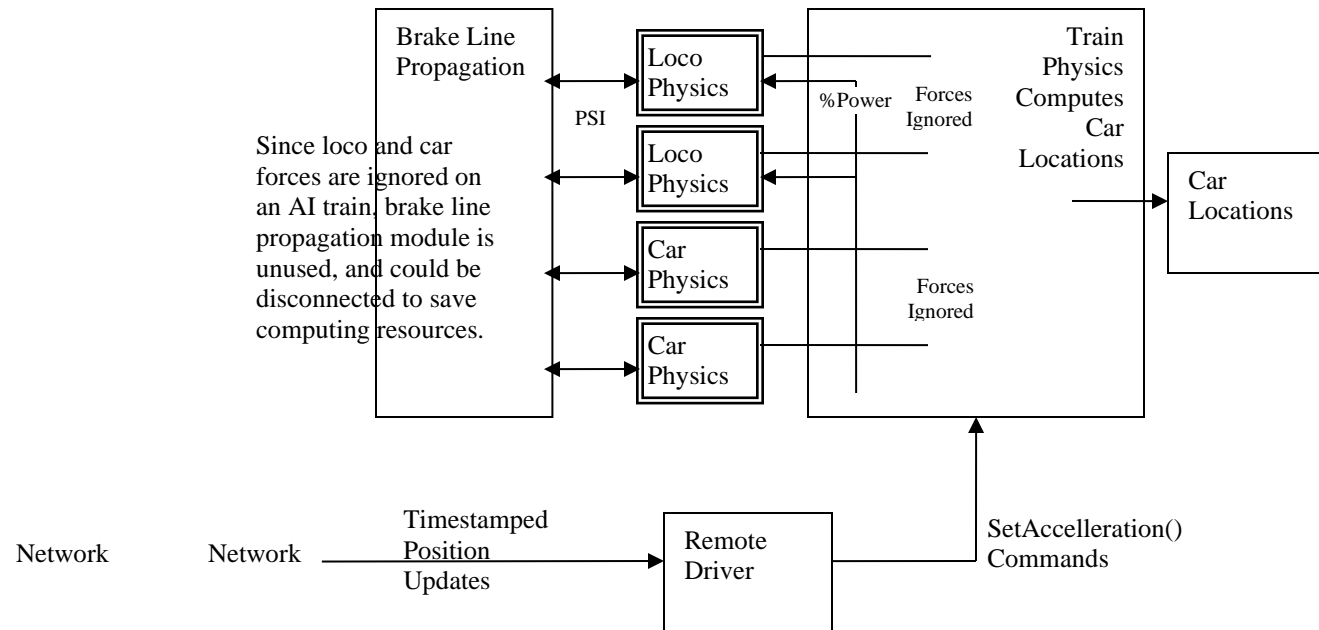 Brake Line
Propagation
Since loco and car
forces are ignored on
an AI train, brake line
propagation module is
unused, and could be
disconnected to save
computing resources.
PSI
Loco
Physics
Loco
Physics
Car
Physics
Car
Physics
%Power
Forces
Ignored
Forces
Ignored
Train
Physics
Computes
Car
Locations
Car
Locations
Network
Network
Timestamped
Position
Updates
Remote
Driver
SetAccelleration()
Commands